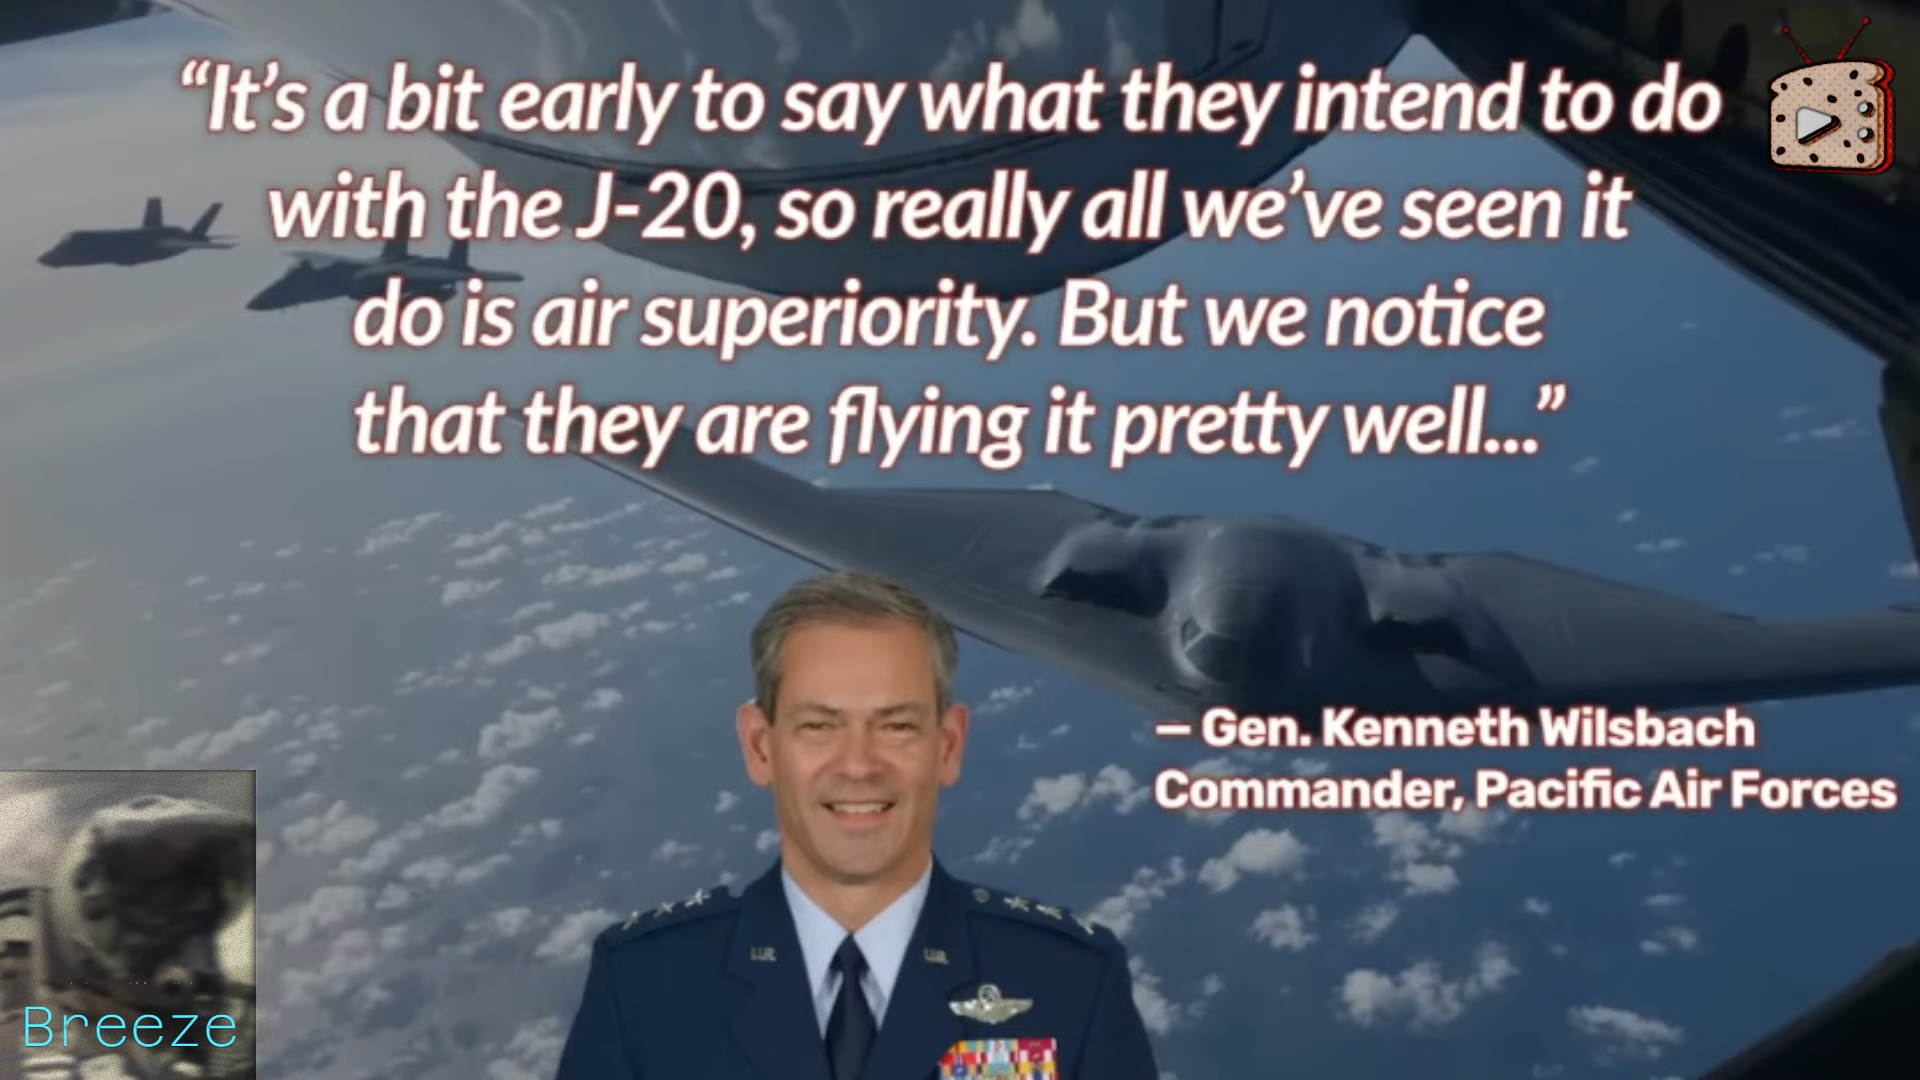 “It’s a bit early to say what they intend to do
with the J-20, so really all we’ve seen it
do is air superiority. But we notice
that they are flying it pretty well...”
– Gen. Kenneth Wilsbach
Commander, Pacific Air Forces
U.S.
U.S.
Breeze